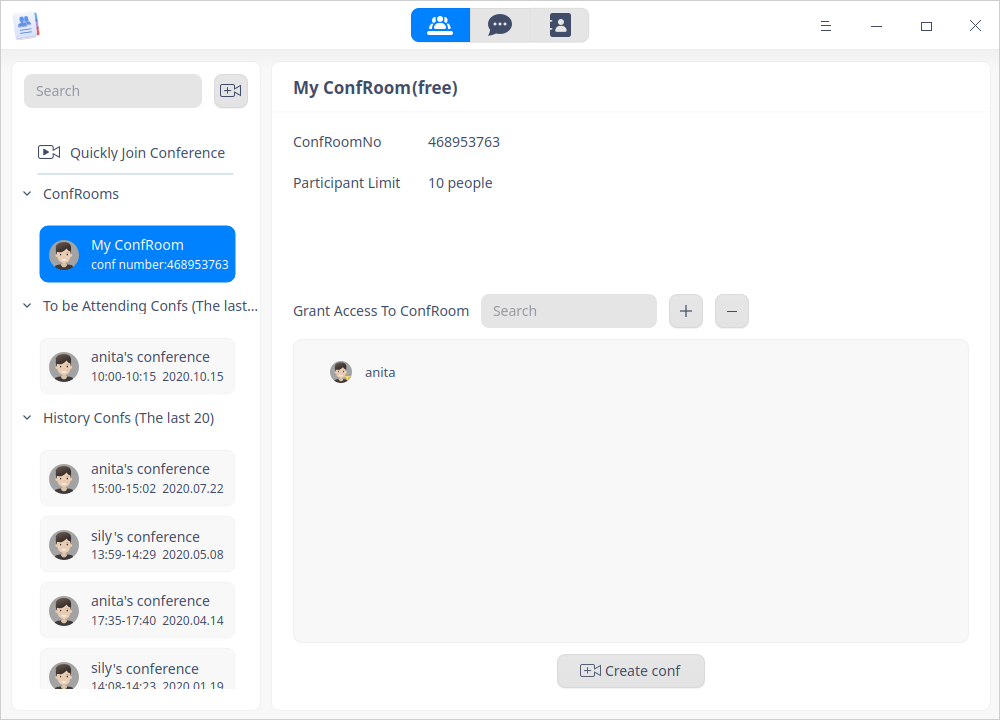 Search
Quickly Join Conference
ConfRooms
My ConfRoom
conf number:468953763
To be Attending Confs (The last...
anita's conference
10:00-10:15 2020.10.15
History Confs (The last 20)
anita's conference
15:00-15:02 2020.07.22
sily's conference
13:59-14:29 2020.05.08
anita's conference
17:35-17:40 2020.04.14
sily's conference
14:08-14:23 2020.01.19
My ConfRoom(free)
ConfRoomNo 468953763
Participant Limit 10 people
Grant Access To ConfRoom Search
anita
Create conf